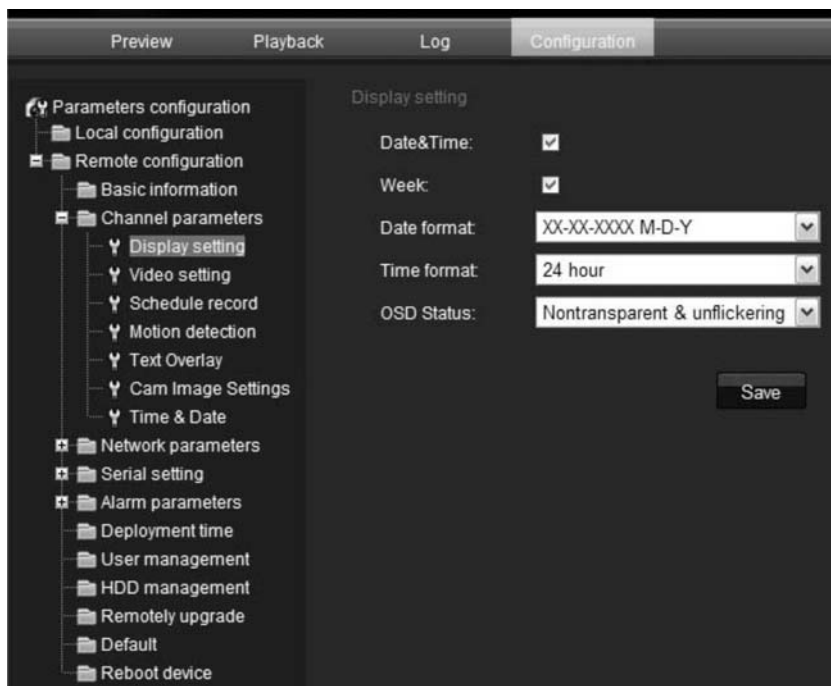 Preview Playback Log Configuration
Parameters configuration
Local configuration
Remote configuration
Basic information
Channel parameters
Display setting
Video setting
Schedule record
Motion detection
Text Overlay
Cam Image Settings
Time & Date
Network parameters
Serial setting
Alarm parameters
Deployment time
User management
HDD management
Remotely upgrade
Default
Reboot device
Display setting
Date&Time:
Week:
Date format: XX-XX-XXXX M-D-Y
Time format: 24 hour
OSD Status: Nontransparent & unflickering
Save